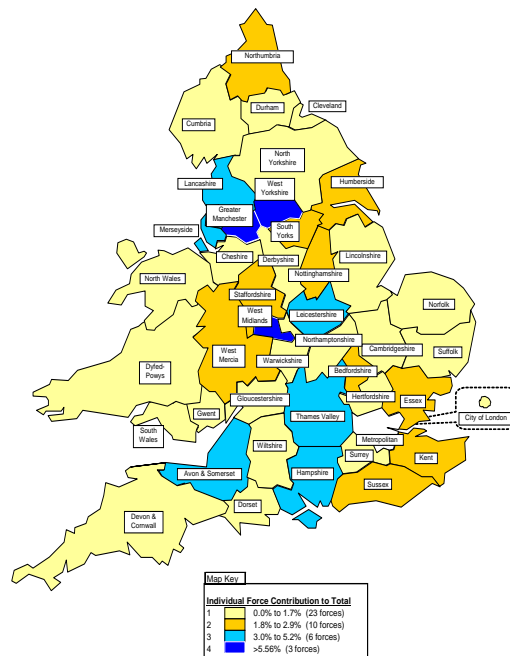 Northumbria
Durham
Cleveland
Cumbria
North
Yorkshire
Lancashire
West
Yorkshire
Humberside
Greater
Manchester
Merseyside
South
Yorks
Cheshire
Derbyshire
Lincolnshire
North Wales
Nottinghamshire
Staffordshire
Norfolk
West
Midlands
Leicestershire
Northamptonshire
West
Mercia
Warwickshire
Cambridgeshire
Suffolk
Dyfed-
Powys
Bedfordshire
Gloucestershire
Hertfordshire
Essex
Gwent
Thames Valley
City of London
South
Wales
Wiltshire
Metropolitan
Surrey
Kent
Avon & Somerset
Hampshire
Sussex
Dorset
Devon &
Cornwall
Map Key
Individual Force Contribution to Total
1 0.0% to 1.7% (23 forces)
2 1.8% to 2.9% (10 forces)
3 3.0% to 5.2% (6 forces)
4 >5.56% (3 forces)